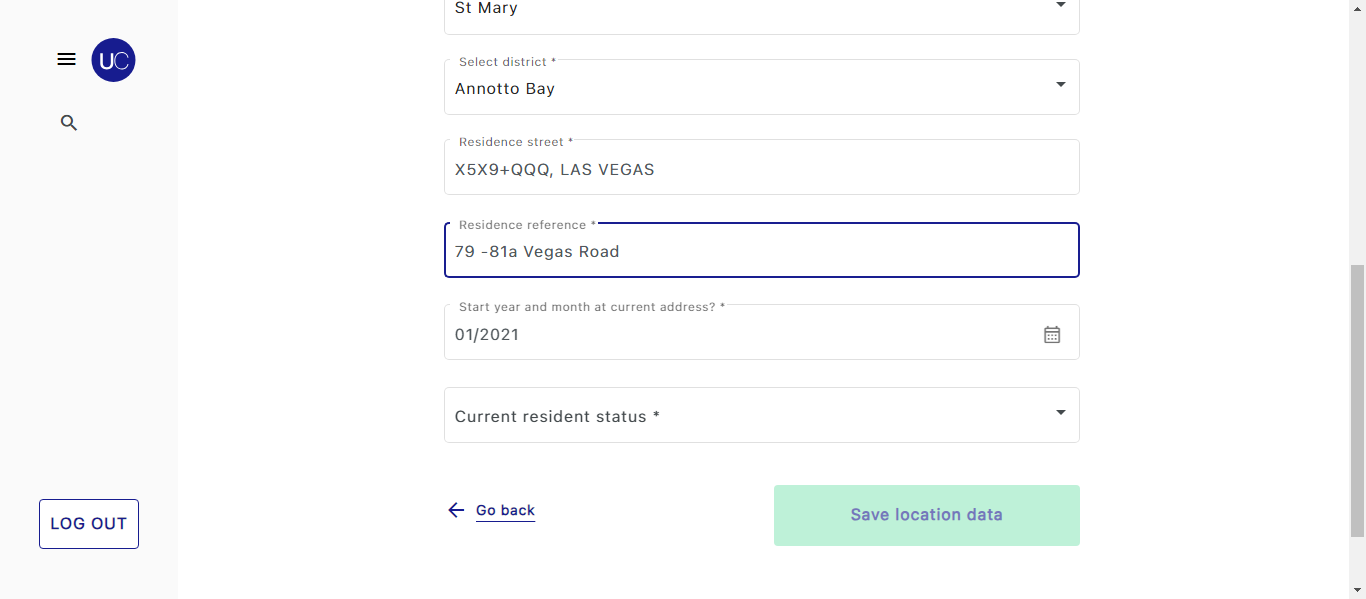 UC
St Mary
Select district *
Annotto Bay
Residence street *
X5X9+QQQ, LAS VEGAS
Residence reference *
79 -81a Vegas Road
Start year and month at current address? *
01/2021
Current resident status *
Go back
Save location data
LOG OUT